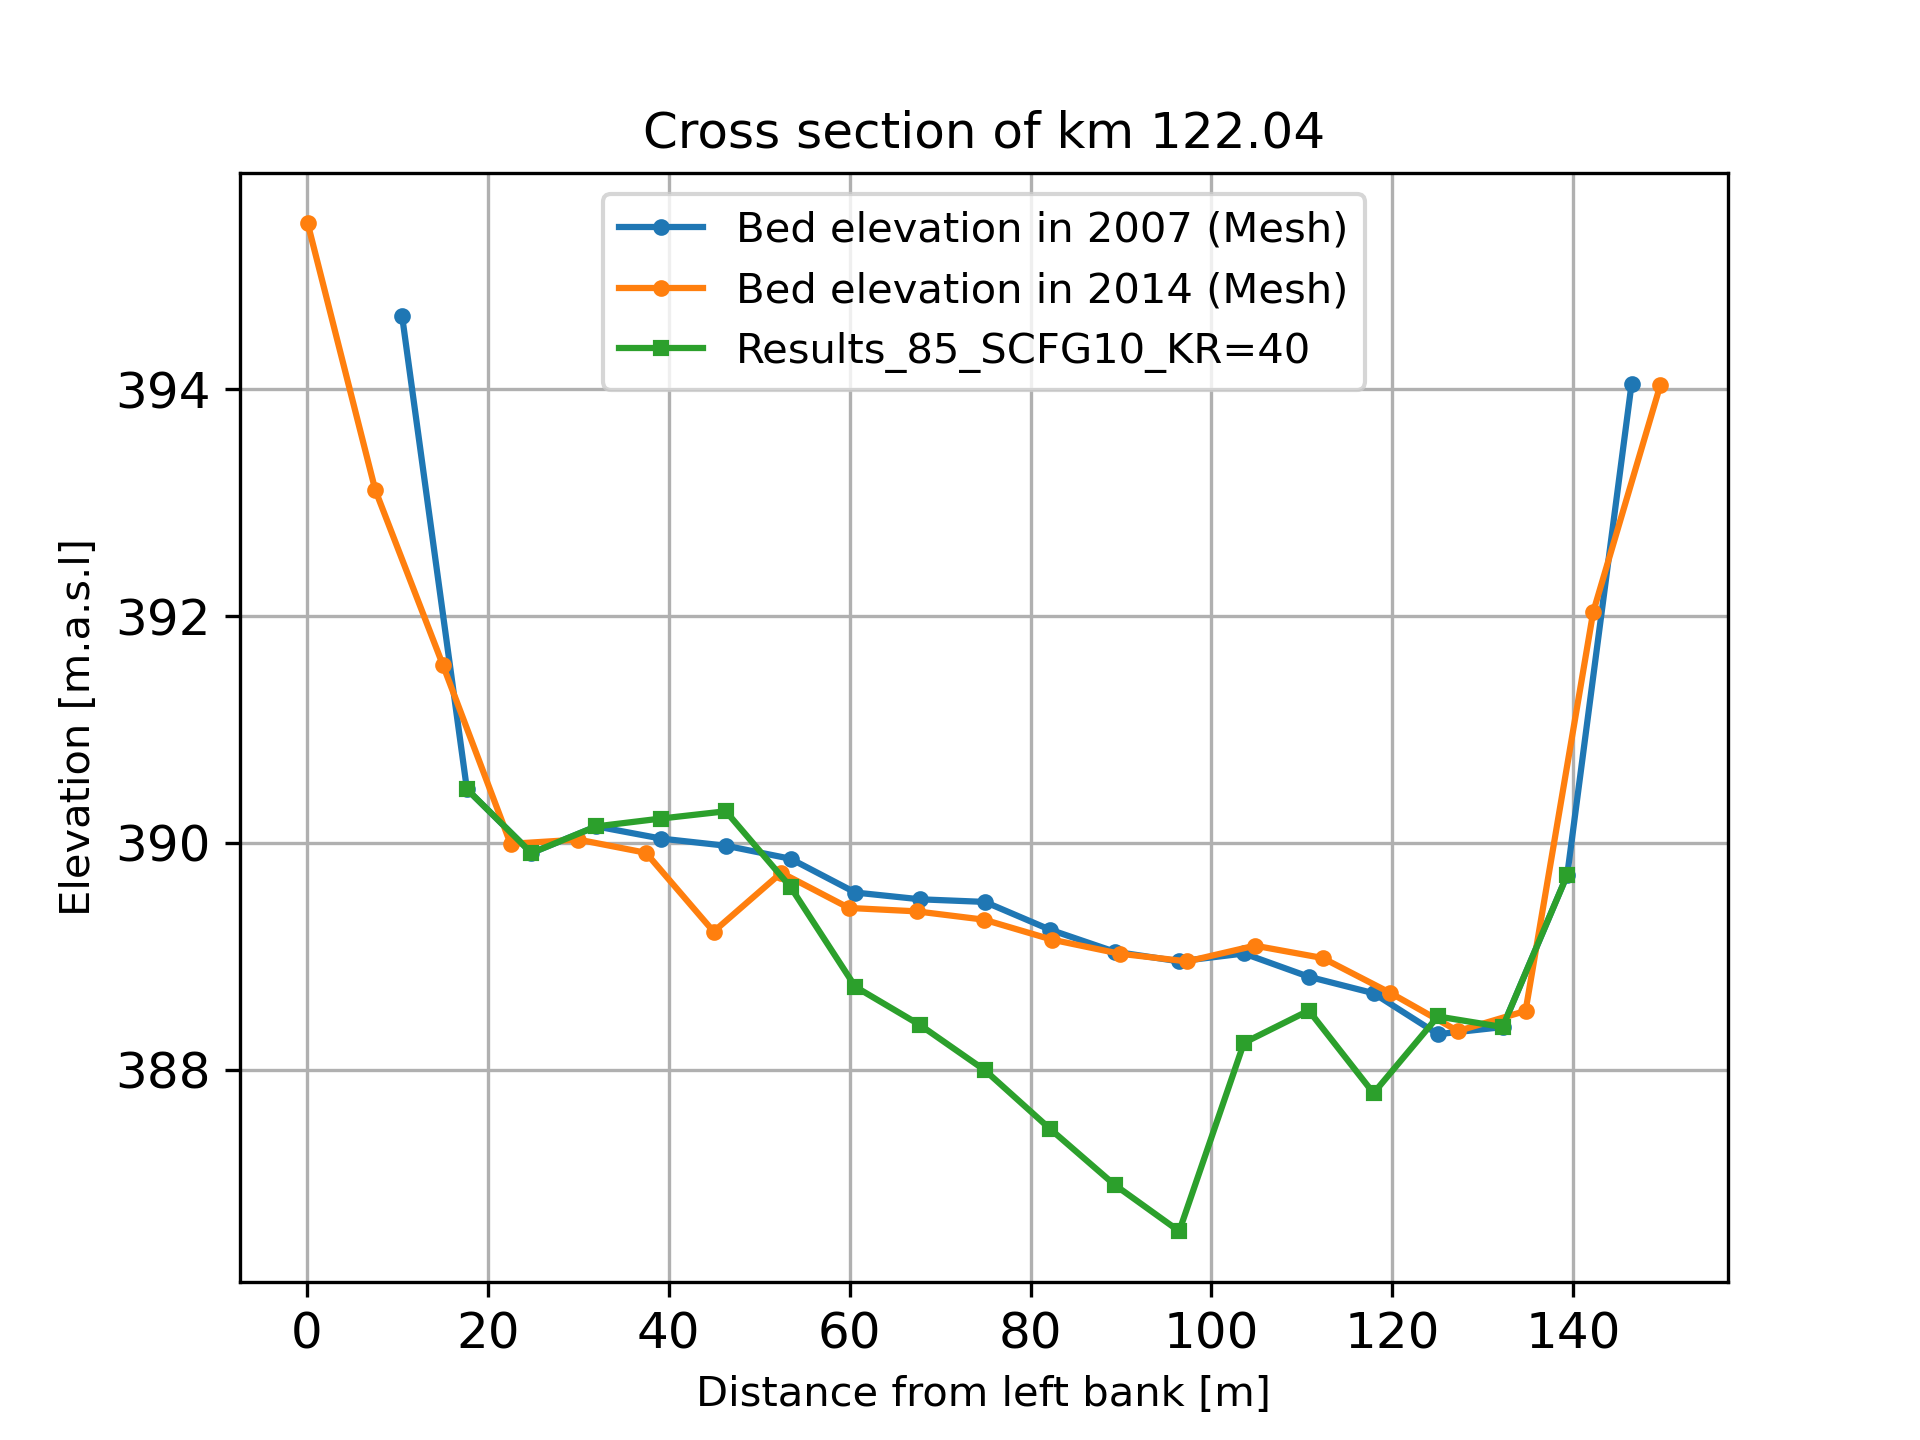 Cross section of km 122.04
Bed elevation in 2007 (Mesh)
Bed elevation in 2014 (Mesh)
Results_85_SCFG10_KR=40
394
392
390
388
Elevation [m.a.s.l]
0 20 40 60 80 100 120 140
Distance from left bank [m]